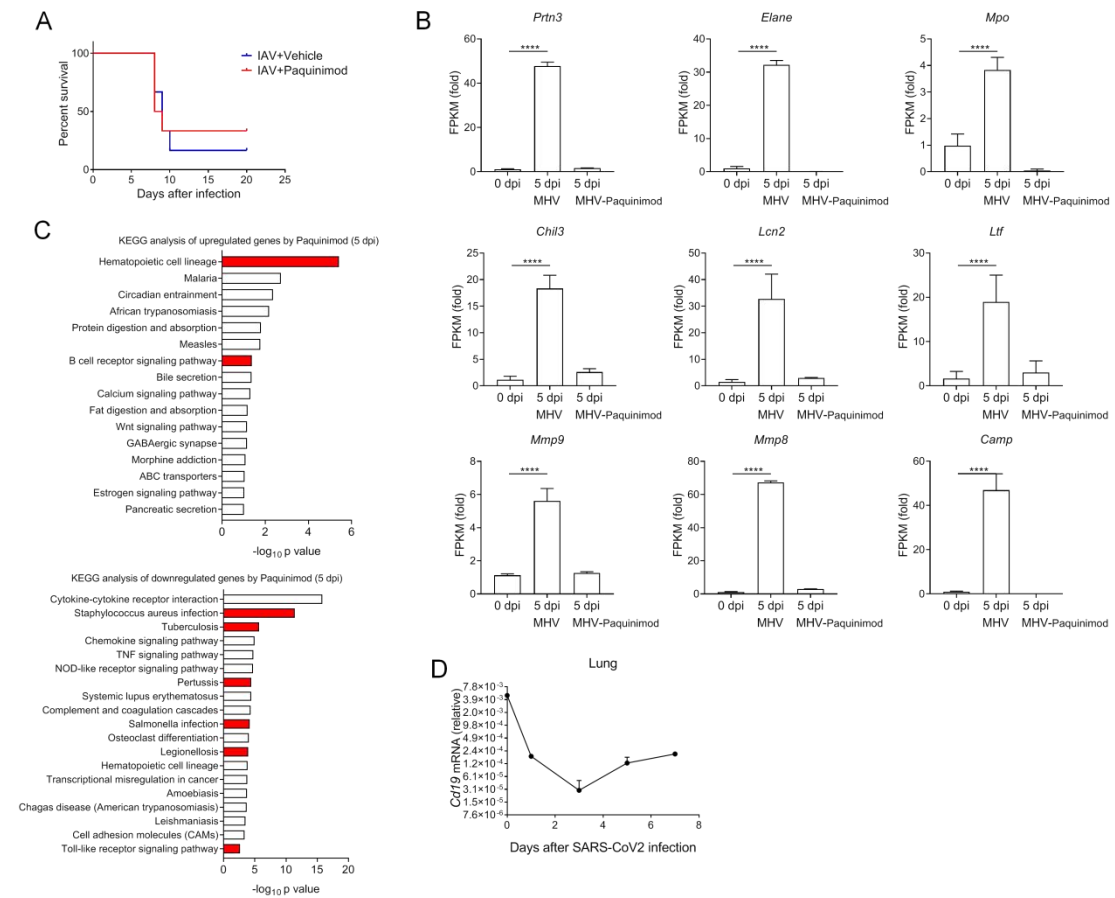 A
100
50
0
Percent survival
0 5 10 15 20 25
Days after infection
IAV+Vehicle
IAV+Paquinimod
B
Prtn3
FPKM (fold)
60
40
20
0
****
0 dpi 5 dpi 5 dpi
MHV MHV-Paquinimod
Elane
FPKM (fold)
40
30
20
10
0
****
0 dpi 5 dpi 5 dpi
MHV MHV-Paquinimod
Mpo
FPKM (fold)
5
4
3
2
1
0
****
0 dpi 5 dpi 5 dpi
MHV MHV-Paquinimod
Chil3
FPKM (fold)
25
20
15
10
5
0
****
0 dpi 5 dpi 5 dpi
MHV MHV-Paquinimod
Lcn2
FPKM (fold)
50
40
30
20
10
0
****
0 dpi 5 dpi 5 dpi
MHV MHV-Paquinimod
Ltf
FPKM (fold)
30
20
10
0
****
0 dpi 5 dpi 5 dpi
MHV MHV-Paquinimod
Mmp9
FPKM (fold)
8
6
4
2
0
****
0 dpi 5 dpi 5 dpi
MHV MHV-Paquinimod
Mmp8
FPKM (fold)
80
60
40
20
0
****
0 dpi 5 dpi 5 dpi
MHV MHV-Paquinimod
Camp
FPKM (fold)
60
40
20
0
****
0 dpi 5 dpi 5 dpi
MHV MHV-Paquinimod
C
KEGG analysis of upregulated genes by Paquinimod (5 dpi)
Hematopoietic cell lineage
Malaria
Circadian entrainment
African trypanosomiasis
Protein digestion and absorption
Measles
B cell receptor signaling pathway
Bile secretion
Calcium signaling pathway
Fat digestion and absorption
Wnt signaling pathway
GABAergic synapse
Morphine addiction
ABC transporters
Estrogen signaling pathway
Pancreatic secretion
0 2 4 6
-log10 p value
KEGG analysis of downregulated genes by Paquinimod (5 dpi)
Cytokine-cytokine receptor interaction
Staphylococcus aureus infection
Tuberculosis
Chemokine signaling pathway
TNF signaling pathway
NOD-like receptor signaling pathway
Pertussis
Systemic lupus erythematosus
Complement and coagulation cascades
Salmonella infection
Osteoclast differentiation
Legionellosis
Hematopoietic cell lineage
Transcriptional misregulation in cancer
Amoebiasis
Chagas disease (American trypanosomiasis)
Leishmaniasis
Cell adhesion molecules (CAMs)
Toll-like receptor signaling pathway
0 5 10 15 20
-log10 p value
D
Lung
Cd19 mRNA (relative)
7.8×10⁻³
3.9×10⁻³
2.0×10⁻³
9.8×10⁻⁴
4.9×10⁻⁴
2.4×10⁻⁴
1.2×10⁻⁴
6.1×10⁻⁵
3.1×10⁻⁵
1.5×10⁻⁵
7.6×10⁻⁶
0 2 4 6 8
Days after SARS-CoV2 infection